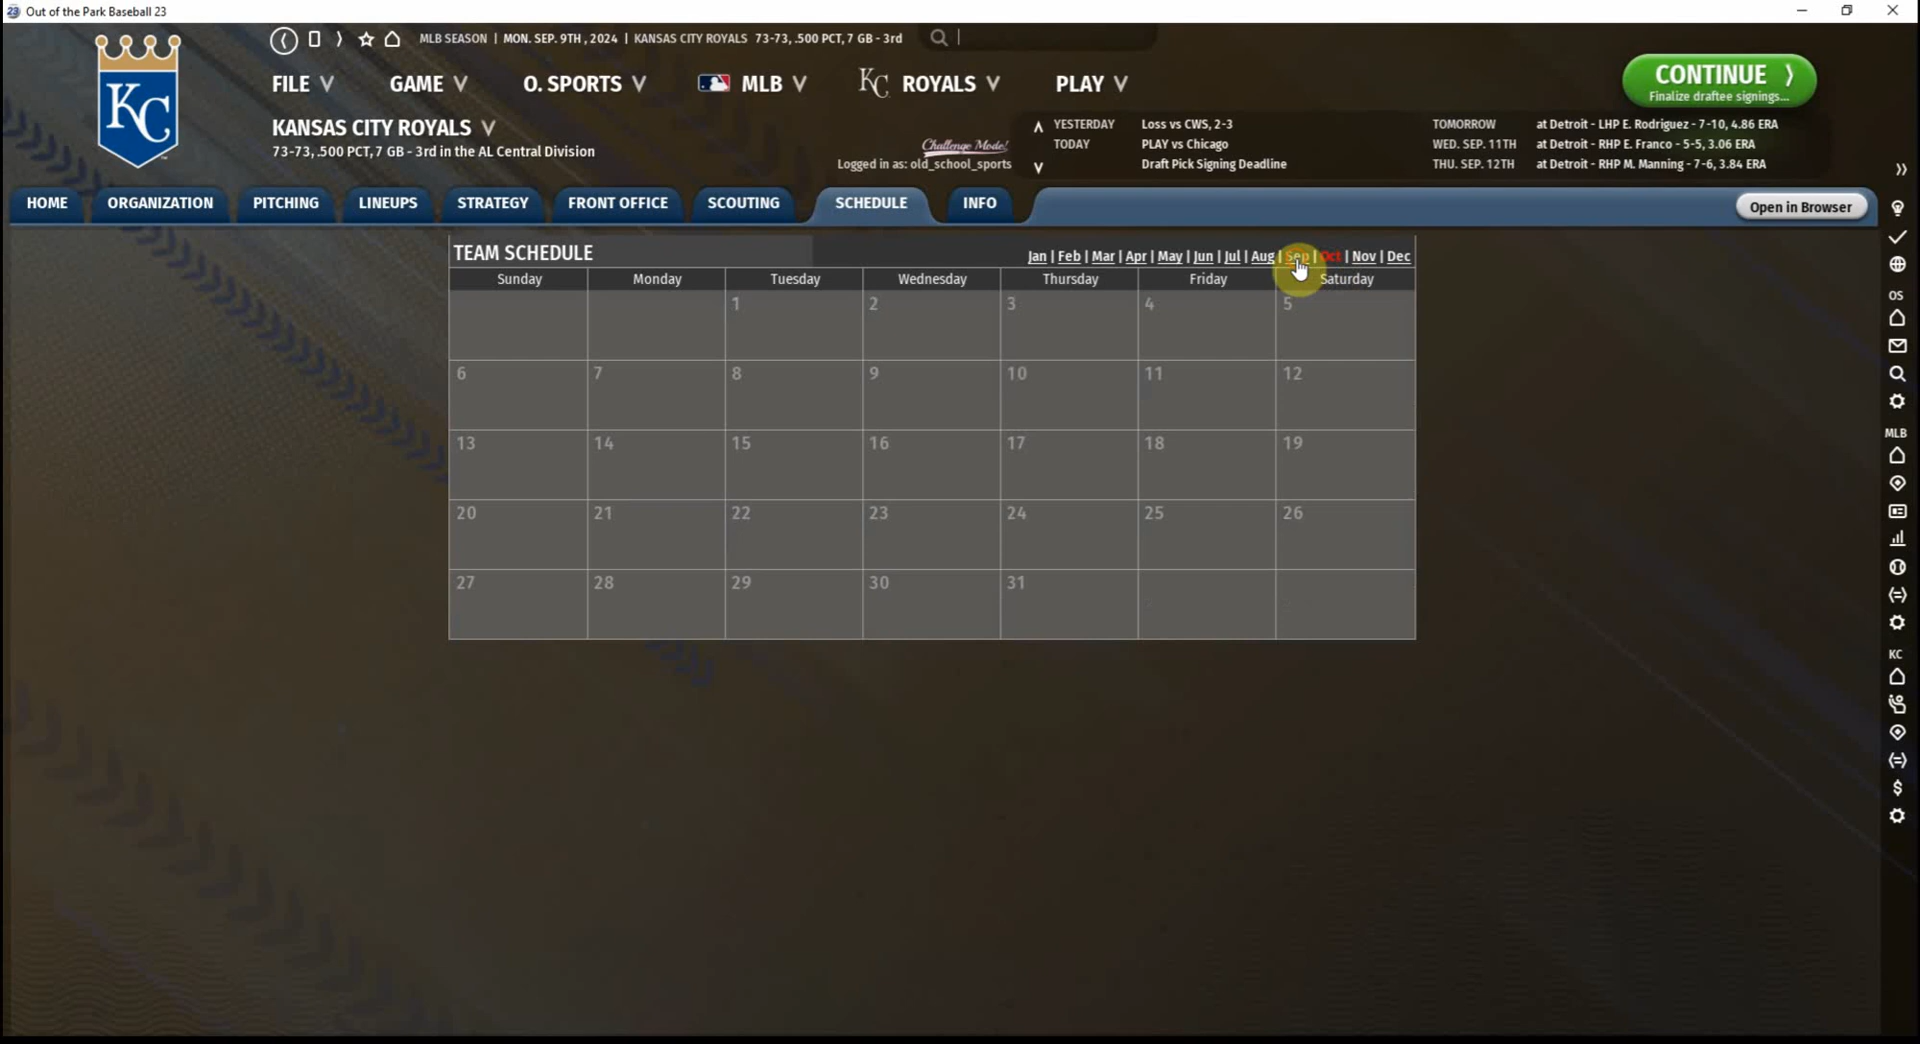 23 Out of the Park Baseball 23
MLB SEASON | MON. SEP. 9TH, 2024 | KANSAS CITY ROYALS 73-73, .500 PCT, 7 GB - 3rd
KC
FILE GAME O. SPORTS MLB KC ROYALS PLAY
CONTINUE
Finalize draftee signings...
KANSAS CITY ROYALS
73-73, .500 PCT, 7 GB - 3rd in the AL Central Division
Challenge Mode!
Logged in as: old_school_sports
YESTERDAY Loss vs CWS, 2-3
TODAY PLAY vs Chicago
Draft Pick Signing Deadline
TOMORROW at Detroit - LHP E. Rodriguez - 7-10, 4.86 ERA
WED. SEP. 11TH at Detroit - RHP E. Franco - 5-5, 3.06 ERA
THU. SEP. 12TH at Detroit - RHP M. Manning - 7-6, 3.84 ERA
HOME ORGANIZATION PITCHING LINEUPS STRATEGY FRONT OFFICE SCOUTING SCHEDULE INFO
Open in Browser
TEAM SCHEDULE
Jan | Feb | Mar | Apr | May | Jun | Jul | Aug | Sep | Oct | Nov | Dec
Sunday Monday Tuesday Wednesday Thursday Friday Saturday
1 2 3 4 5
6 7 8 9 10 11 12
13 14 15 16 17 18 19
20 21 22 23 24 25 26
27 28 29 30 31
OS
MLB
KC
$